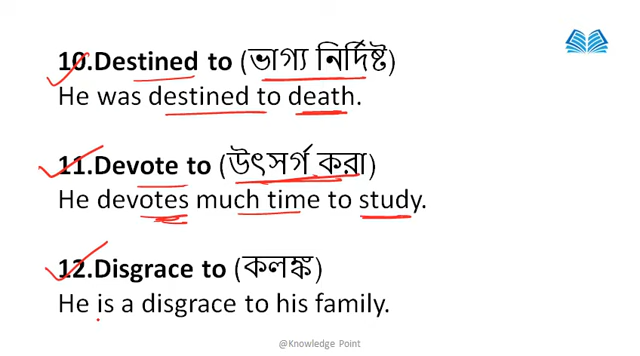 10.Destined to (ভাগ্য নির্দিষ্ট)
He was destined to death.
11.Devote to (উৎসর্গ করা)
He devotes much time to study.
12.Disgrace to (কলঙ্ক)
He is a disgrace to his family.
@Knowledge Point